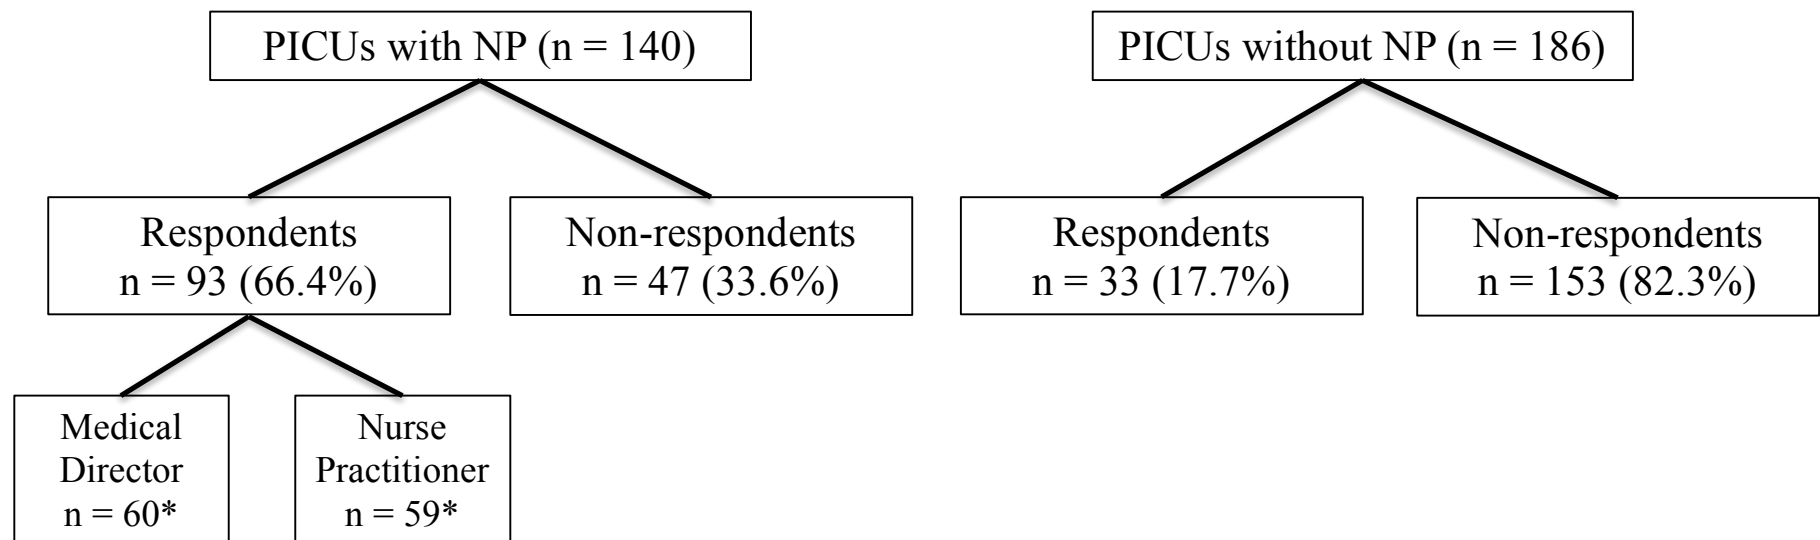 PICUs with NP (n = 140)
PICUs without NP (n = 186)
Respondents
n = 93 (66.4%)
Non-respondents
n = 47 (33.6%)
Respondents
n = 33 (17.7%)
Non-respondents
n = 153 (82.3%)
Medical
Director
n = 60*
Nurse
Practitioner
n = 59*